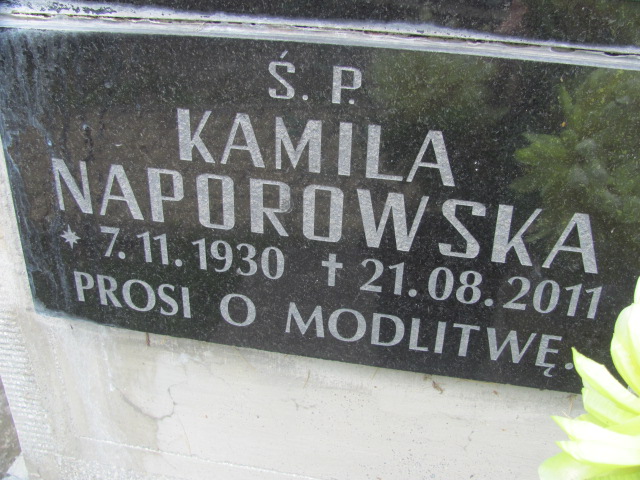 Ś. P.
KAMILA
NAPOROWSKA
* 7. 11. 1930 ✝ 21. 08. 2011
PROSI O MODLITWĘ.